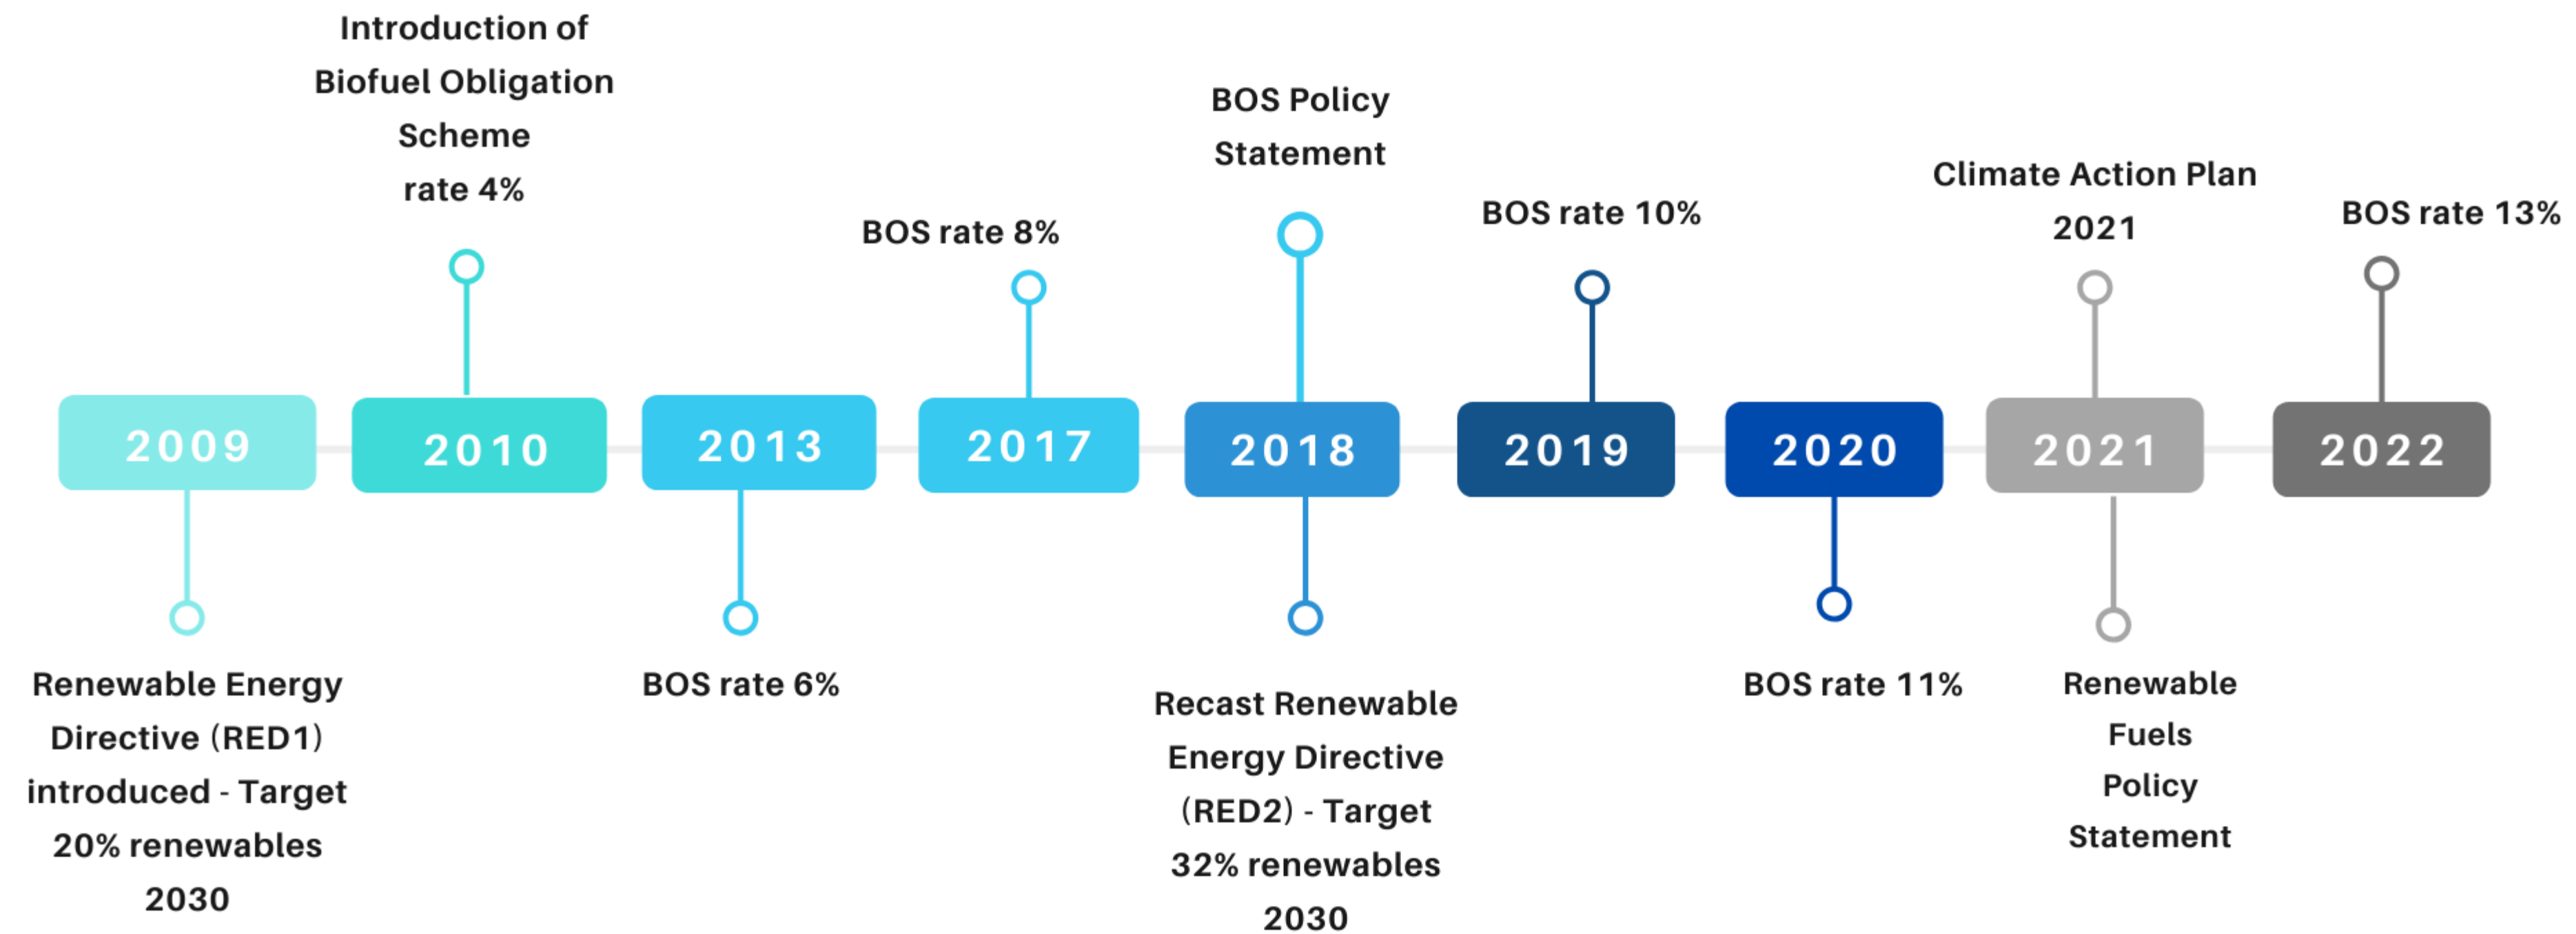 Introduction of
Biofuel Obligation
Scheme
rate 4%
BOS rate 8%
BOS Policy
Statement
BOS rate 10%
Climate Action Plan
2021
BOS rate 13%
2009
2010
2013
2017
2018
2019
2020
2021
2022
Renewable Energy
Directive (RED1)
introduced - Target
20% renewables
2030
BOS rate 6%
Recast Renewable
Energy Directive
(RED2) - Target
32% renewables
2030
BOS rate 11%
Renewable
Fuels
Policy
Statement